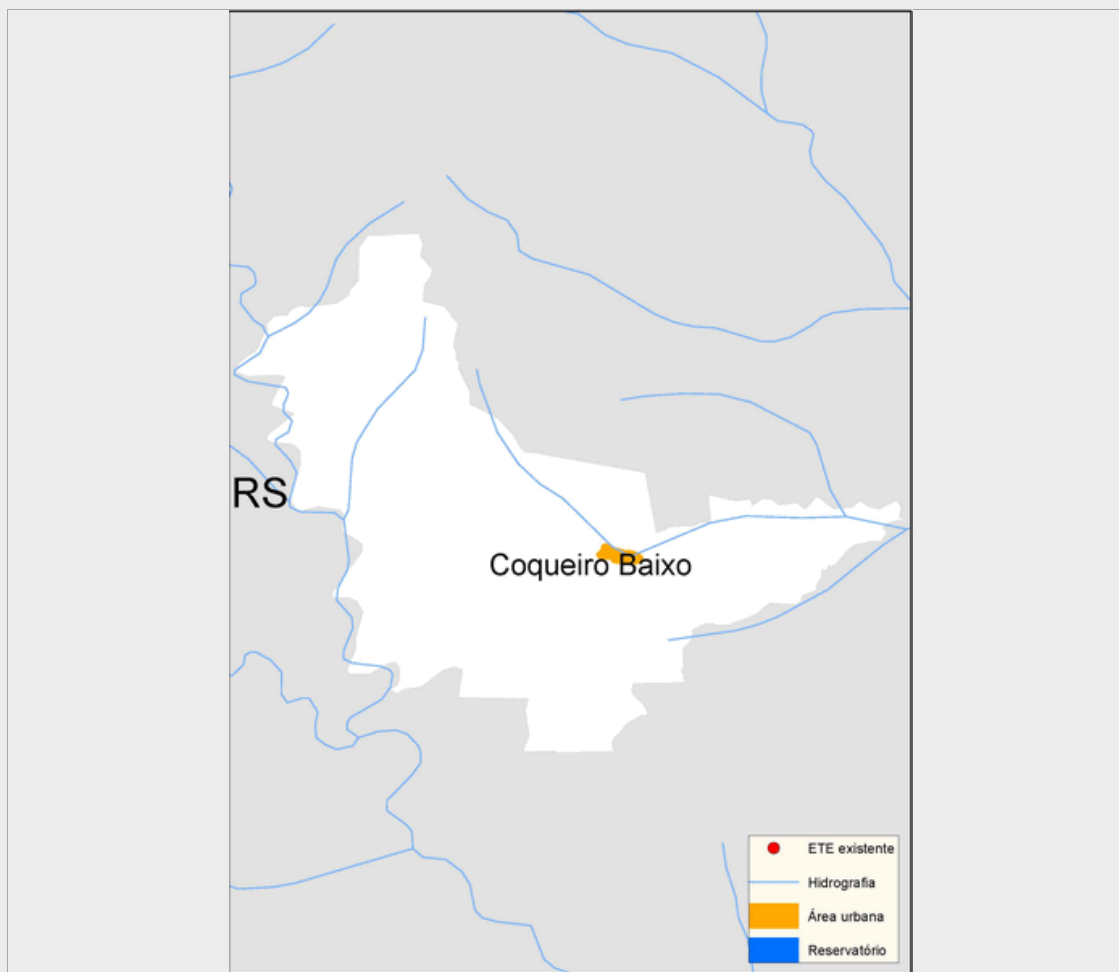 RS
Coqueiro Baixo
ETE existente
Hidrografia
Área urbana
Reservatório